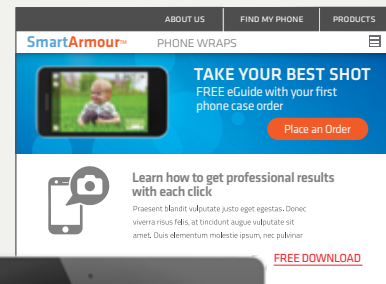 ABOUT US FIND MY PHONE PRODUCTS
SmartArmour™ PHONE WRAPS
TAKE YOUR BEST SHOT
FREE eGuide with your first
phone case order
Place an Order
Learn how to get professional results
with each click
Praesent blandit vulputate justo eget egestas. Donec
viverra risus felis, at tincidunt augue vulputate sit
amet. Duis elementum molestie ipsum, nec pulvinar
FREE DOWNLOAD